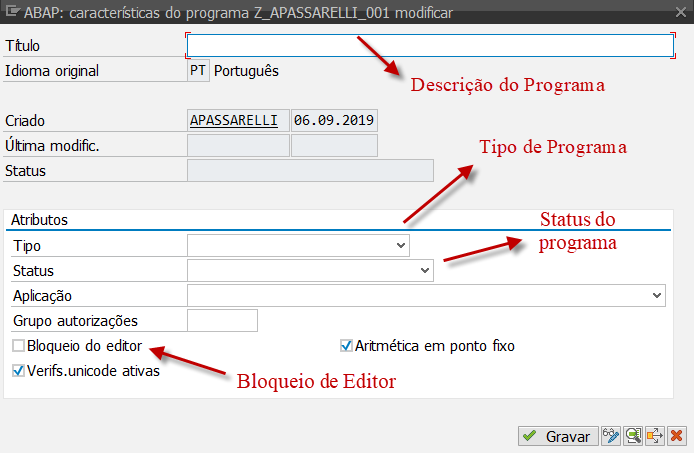 ABAP: características do programa Z_APASSARELLI_001 modificar
Título
Idioma original PT Português
Descrição do Programa
Criado APASSARELLI 06.09.2019
Última modific.
Tipo de Programa
Status
Atributos
Status do
programa
Tipo
Status
Aplicação
Grupo autorizações
Bloqueio do editor Aritmética em ponto fixo
Verifs.unicode ativas
Bloqueio de Editor
Gravar